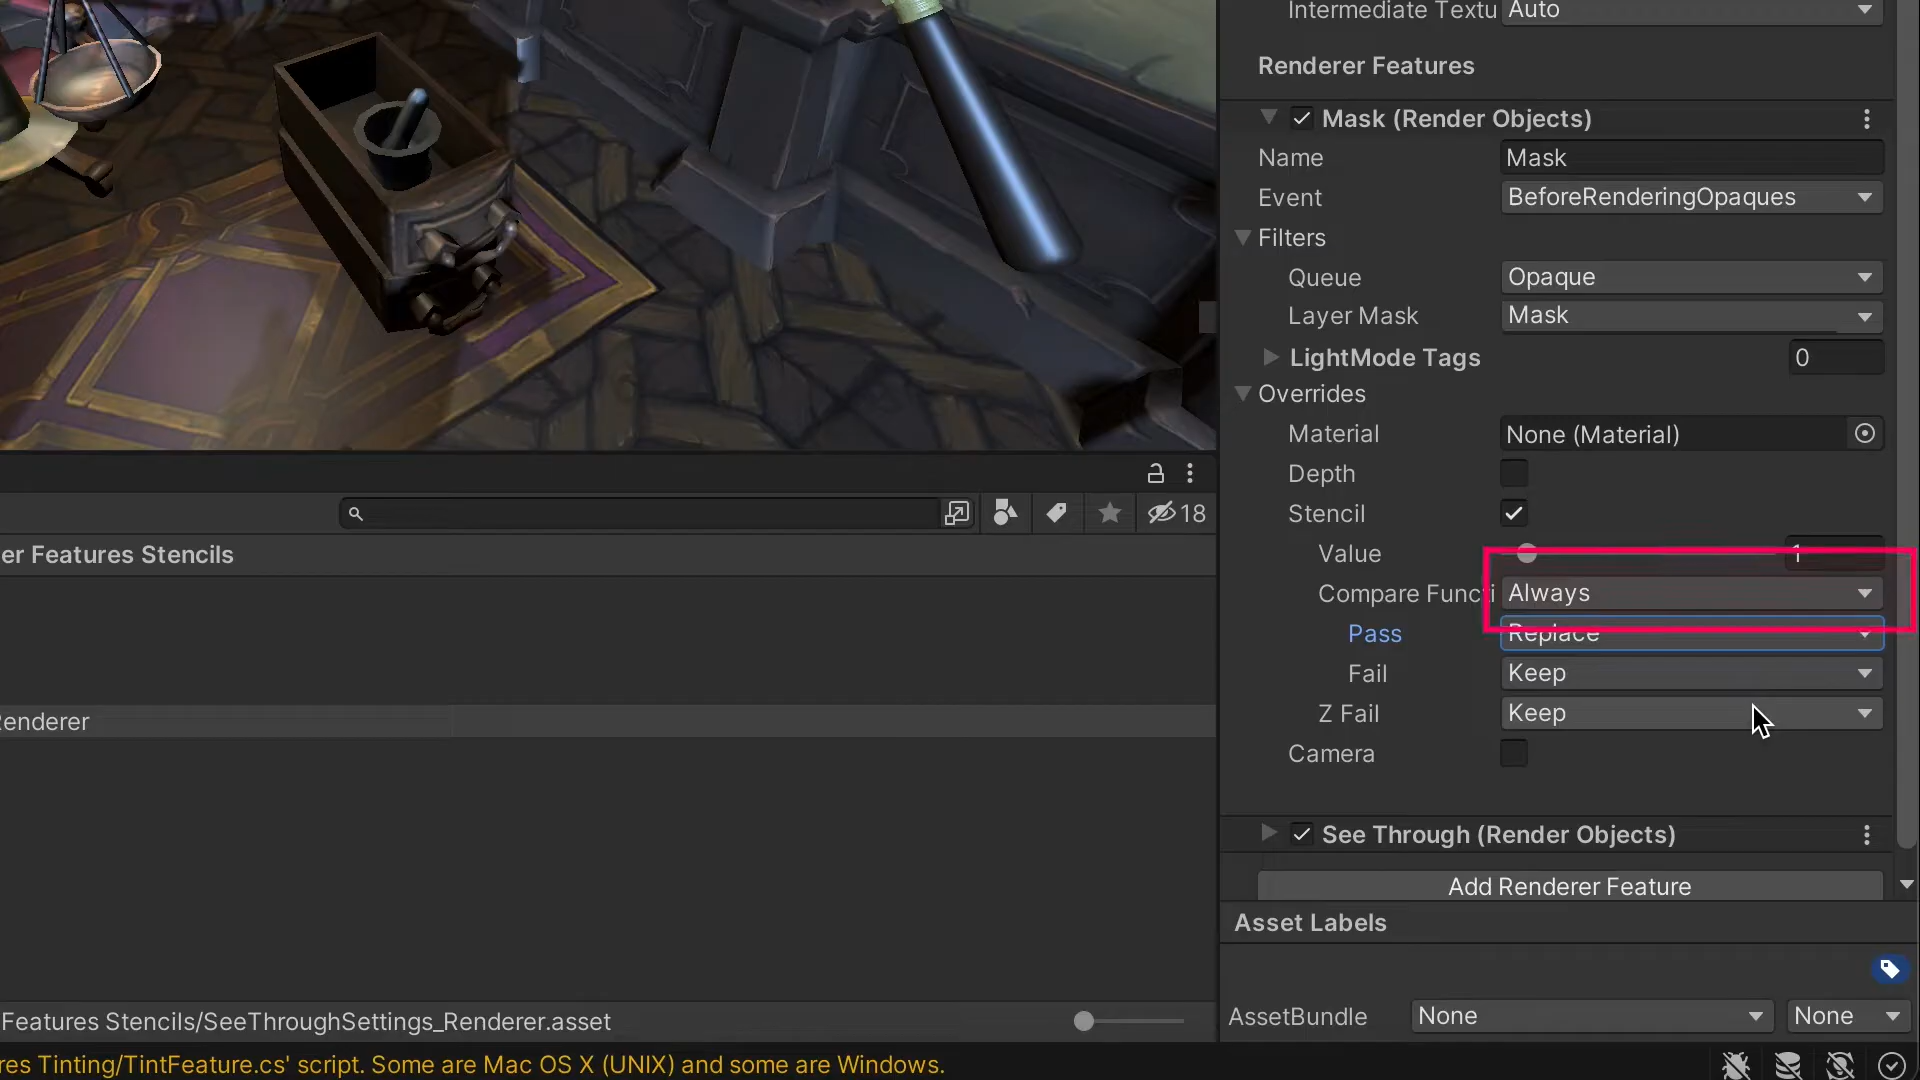 Intermediate Textu Auto
Renderer Features
Mask (Render Objects)
Name Mask
Event BeforeRenderingOpaques
Filters
Queue Opaque
Layer Mask Mask
LightMode Tags 0
Overrides
Material None (Material)
Depth
Stencil
Value 1
Compare Functi Always
Pass Replace
Fail Keep
Z Fail Keep
Camera
See Through (Render Objects)
Add Renderer Feature
Asset Labels
AssetBundle None None
18
er Features Stencils
Renderer
Features Stencils/SeeThroughSettings_Renderer.asset
res Tinting/TintFeature.cs' script. Some are Mac OS X (UNIX) and some are Windows.